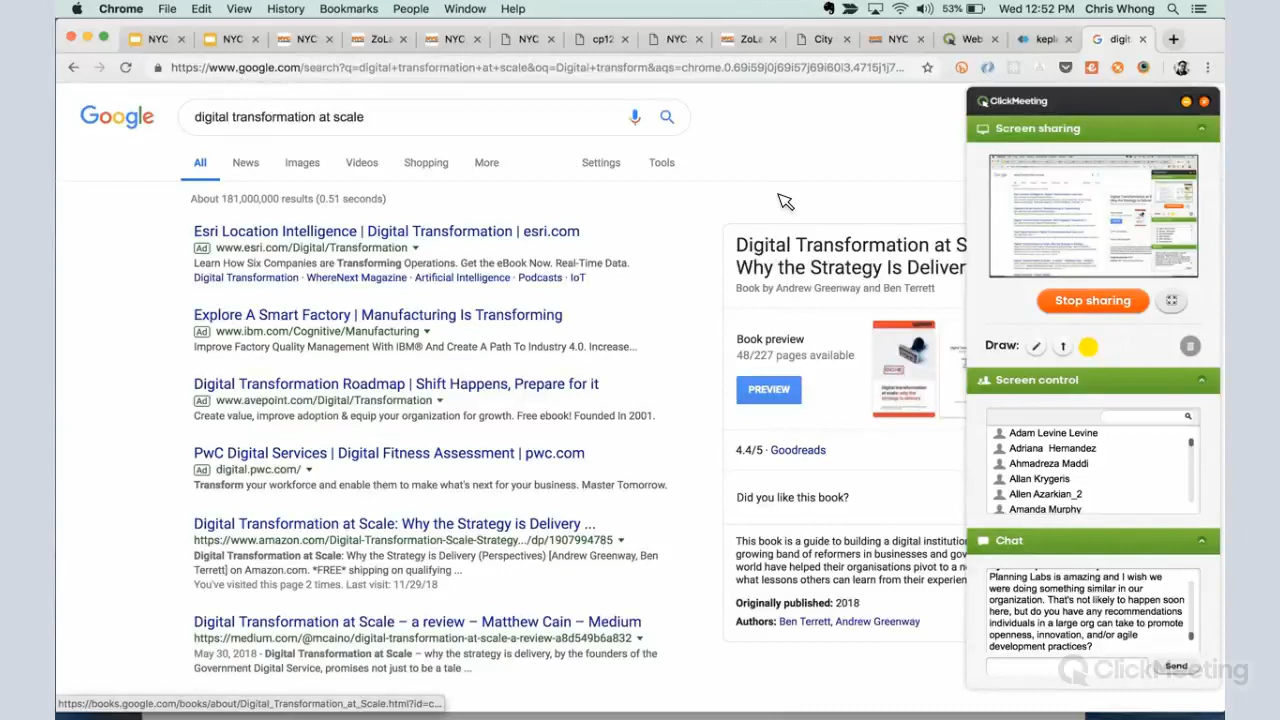 Chrome File Edit View History Bookmarks People Window Help 53% Wed 12:52 PM Chris Whong
NYC NYC NYC ZoLa NYC NYC cp12 NYC ZoLa City NYC Web kepl digit
https://www.google.com/search?q=digital+transformation+at+scale&oq=Digital+transform&aqs=chrome.0.69i59j0j69i57j69i60i3.4715j1j7...
Google
digital transformation at scale
All News Images Videos Shopping More Settings Tools
About 181,000,000 results (0.31 seconds)
Esri Location Intelligence | Digital Transformation | esri.com
Ad www.esri.com/Digital/Transformation
Learn How Six Companies Are Transforming Operations. Get the eBook Now. Real-Time Data.
Digital Transformation · WhereNext Magazine · Artificial Intelligence · Podcasts · IoT
Explore A Smart Factory | Manufacturing Is Transforming
Ad www.ibm.com/Cognitive/Manufacturing
Improve Factory Quality Management With IBM® And Create A Path To Industry 4.0. Increase...
Digital Transformation Roadmap | Shift Happens, Prepare for it
Ad www.avepoint.com/Digital/Transformation
Create value, improve adoption & equip your organization for growth. Free ebook! Founded In 2001.
PwC Digital Services | Digital Fitness Assessment | pwc.com
Ad digital.pwc.com/
Transform your workforce and enable them to make what's next for your business. Master Tomorrow.
Digital Transformation at Scale: Why the Strategy is Delivery ...
https://www.amazon.com/Digital-Transformation-Scale-Strategy.../dp/1907994785
Digital Transformation at Scale: Why the Strategy is Delivery (Perspectives) [Andrew Greenway, Ben
Terrett] on Amazon.com. *FREE* shipping on qualifying ...
You've visited this page 2 times. Last visit: 11/29/18
Digital Transformation at Scale – a review – Matthew Cain – Medium
https://medium.com/@mcaino/digital-transformation-at-scale-a-review-a8d549b6a832
May 30, 2018 - Digital Transformation at Scale – why the strategy is delivery, by the founders of the
Government Digital Service, promises not just to be a tale ...
https://books.google.com/books/about/Digital_Transformation_at_Scale.html?id=c...
Digital Transformation at S
Why the Strategy Is Deliver
Book by Andrew Greenway and Ben Terrett
Book preview
48/227 pages available
PREVIEW
4.4/5 · Goodreads
Did you like this book?
This book is a guide to building a digital institution
growing band of reformers in businesses and gov
world have helped their organisations pivot to a n
what lessons others can learn from their experien
Originally published: 2018
Authors: Ben Terrett, Andrew Greenway
ClickMeeting
Screen sharing
Stop sharing
Draw:
Screen control
Adam Levine Levine
Adriana Hernandez
Ahmadreza Maddi
Allan Krygeris
Allen Azarkian_2
Amanda Murphy
Chat
Planning Labs is amazing and I wish we
were doing something similar in our
organization. That's not likely to happen soon
here, but do you have any recommendations
individuals in a large org can take to promote
openness, innovation, and/or agile
development practices?
Send
ClickMeeting